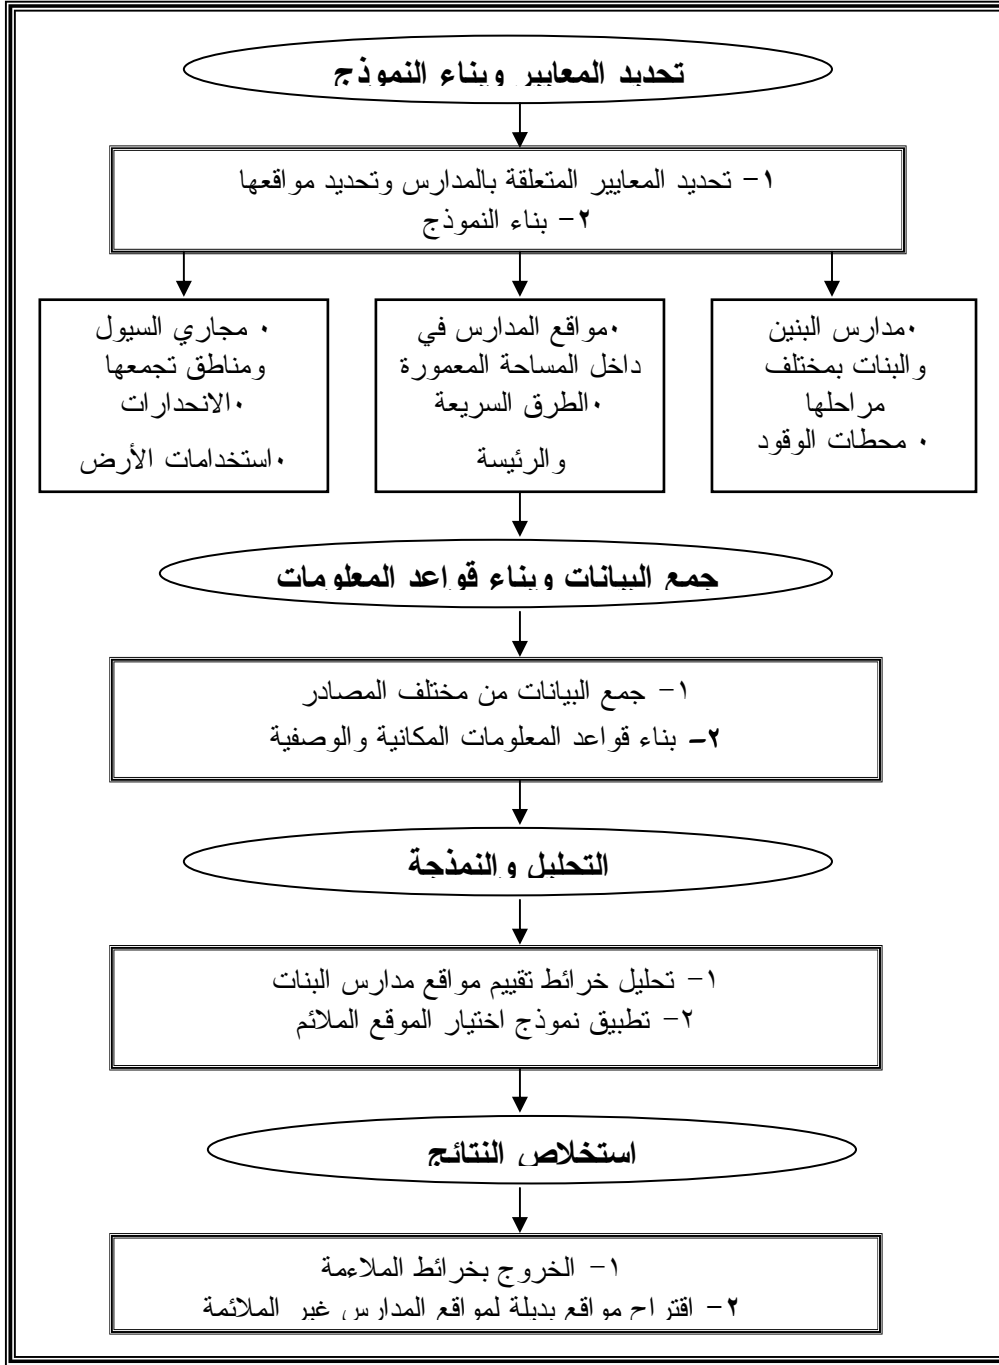 تحديد المعايير وبناء النموذج
١- تحديد المعايير المتعلقة بالمدارس وتحديد مواقعها
٢- بناء النموذج
•مدارس البنين
والبنات بمختلف
مراحلها
• محطات الوقود
•مواقع المدارس في
داخل المساحة المعمورة
•الطرق السريعة
والرئيسة
• مجاري السيول
ومناطق تجمعها
•الانحدارات
•استخدامات الأرض
جمع البيانات وبناء قواعد المعلومات
١- جمع البيانات من مختلف المصادر
٢- بناء قواعد المعلومات المكانية والوصفية
التحليل والنمذجة
١- تحليل خرائط تقييم مواقع مدارس البنات
٢- تطبيق نموذج اختيار الموقع الملائم
استخلاص النتائج
١- الخروج بخرائط الملاءمة
٢- اقتراح مواقع بديلة لمواقع المدارس غير الملائمة